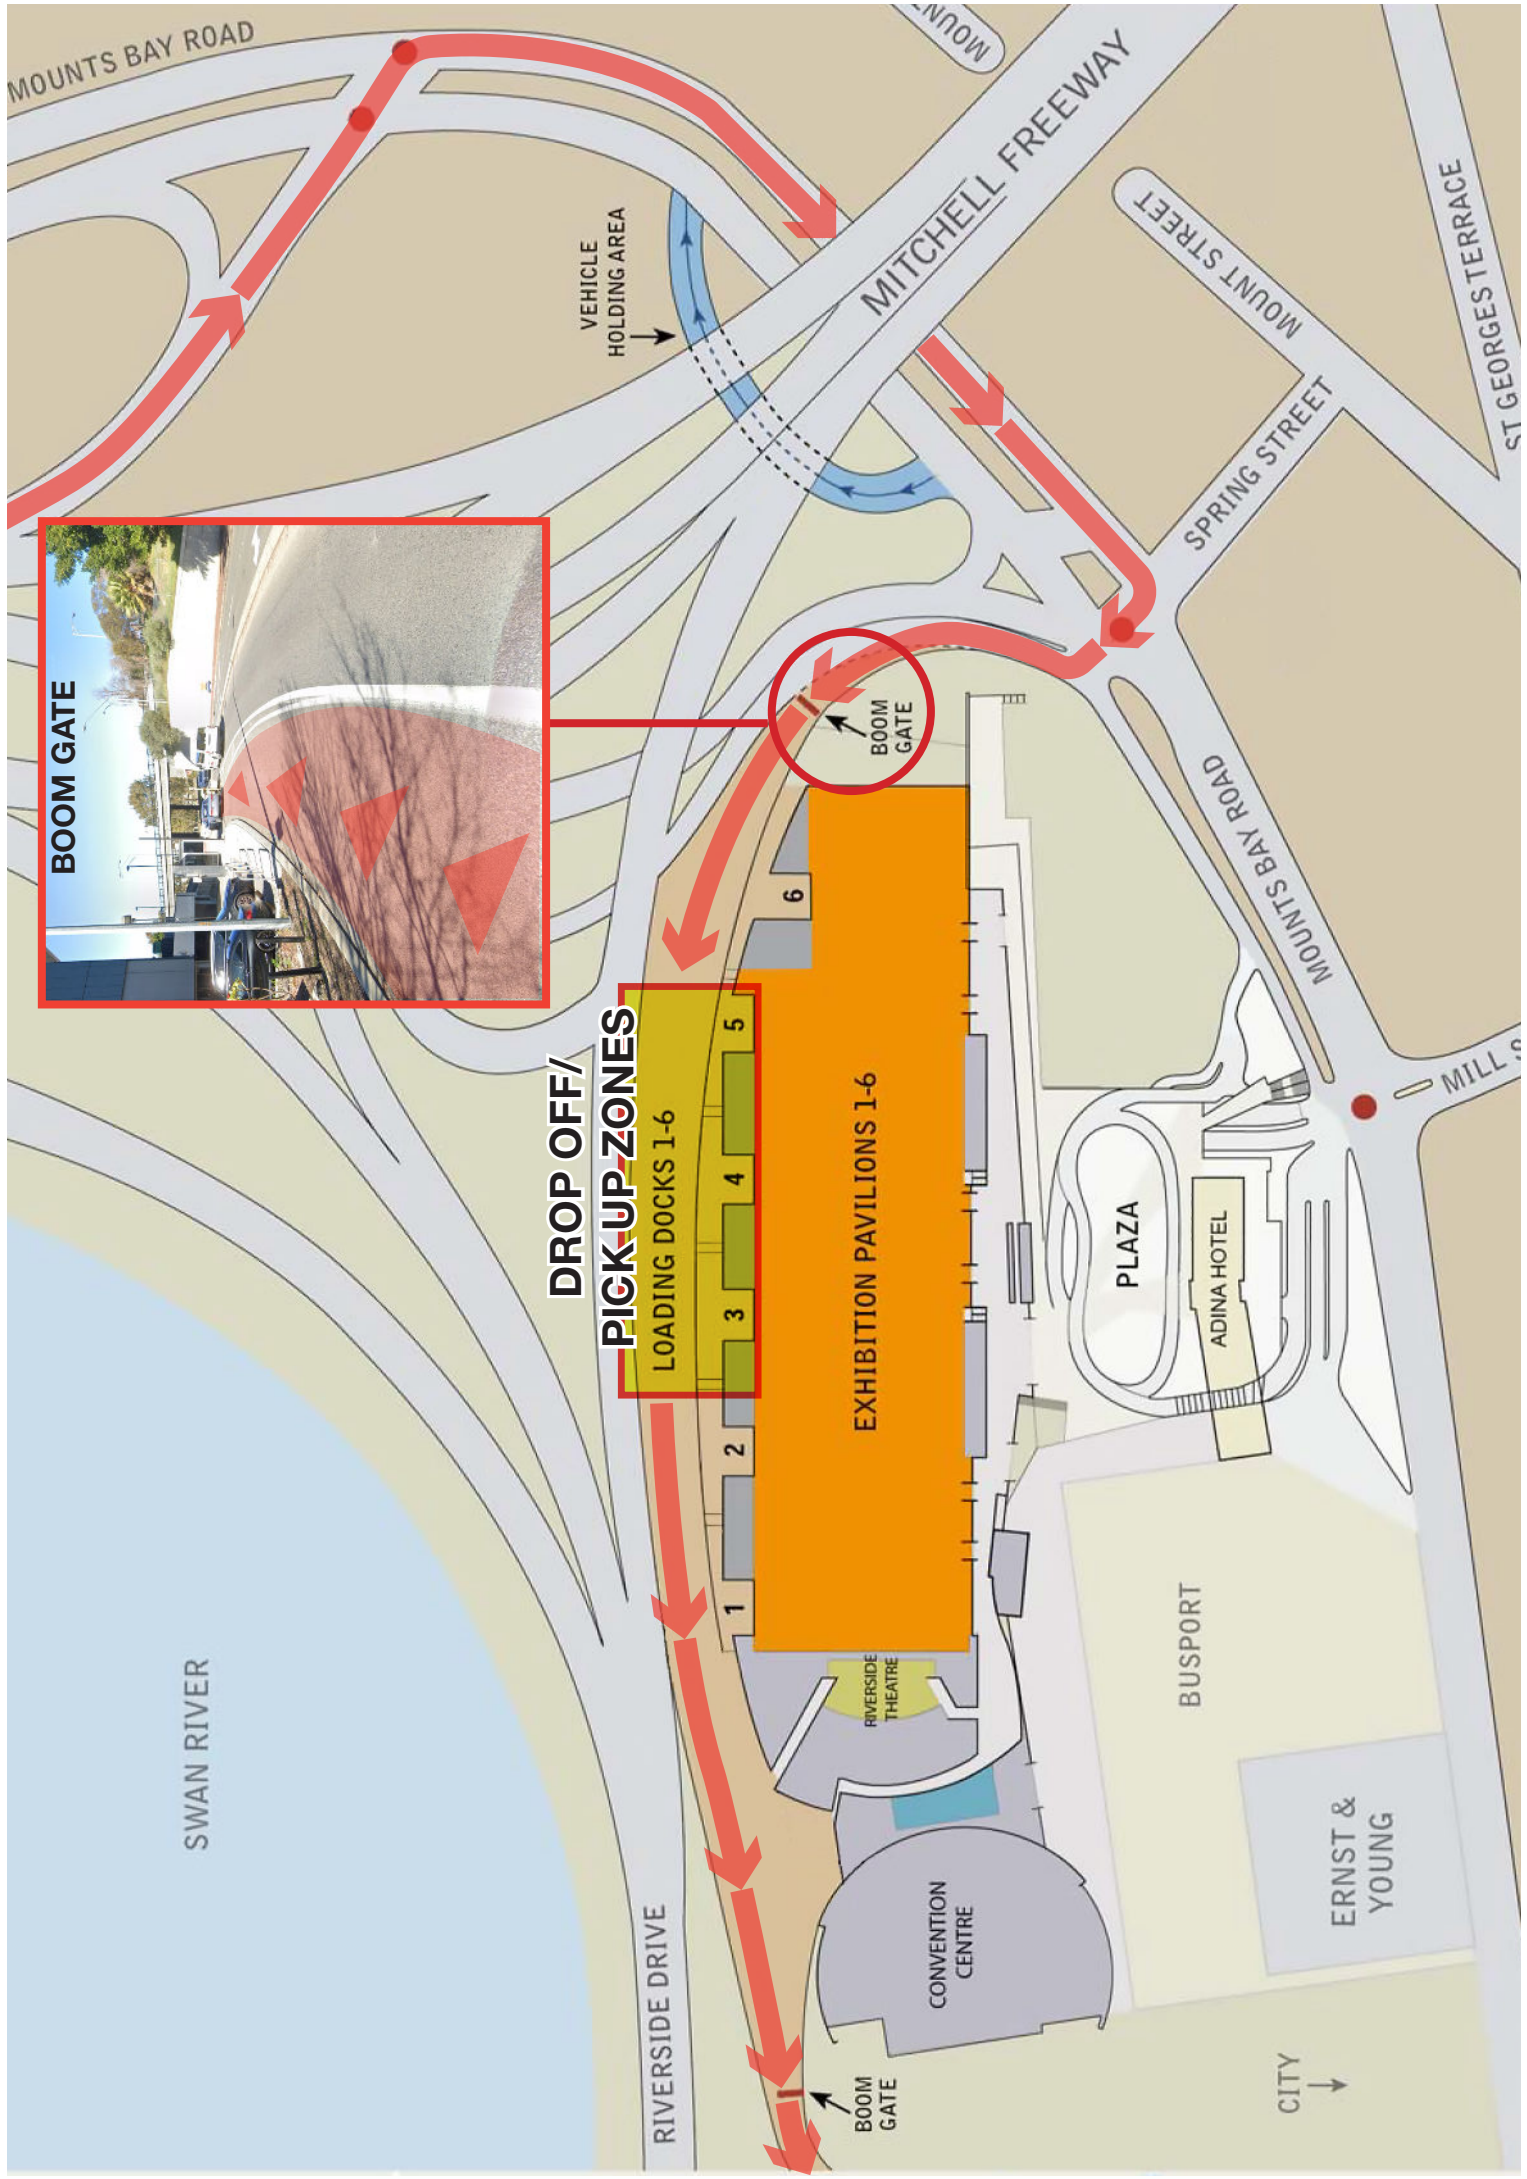 MOUNTS BAY ROAD
MOUNT
MITCHELL FREEWAY
VEHICLE
HOLDING AREA
MOUNT STREET
ST GEORGES TERRACE
SPRING STREET
BOOM GATE
BOOM
GATE
MOUNTS BAY ROAD
MILL S
DROP OFF/
PICK UP ZONES
LOADING DOCKS 1-6
6
5
4
3
2
1
EXHIBITION PAVILIONS 1-6
PLAZA
ADINA HOTEL
RIVERSIDE
THEATRE
BUSPORT
SWAN RIVER
ERNST &
YOUNG
CONVENTION
CENTRE
RIVERSIDE DRIVE
BOOM
GATE
CITY